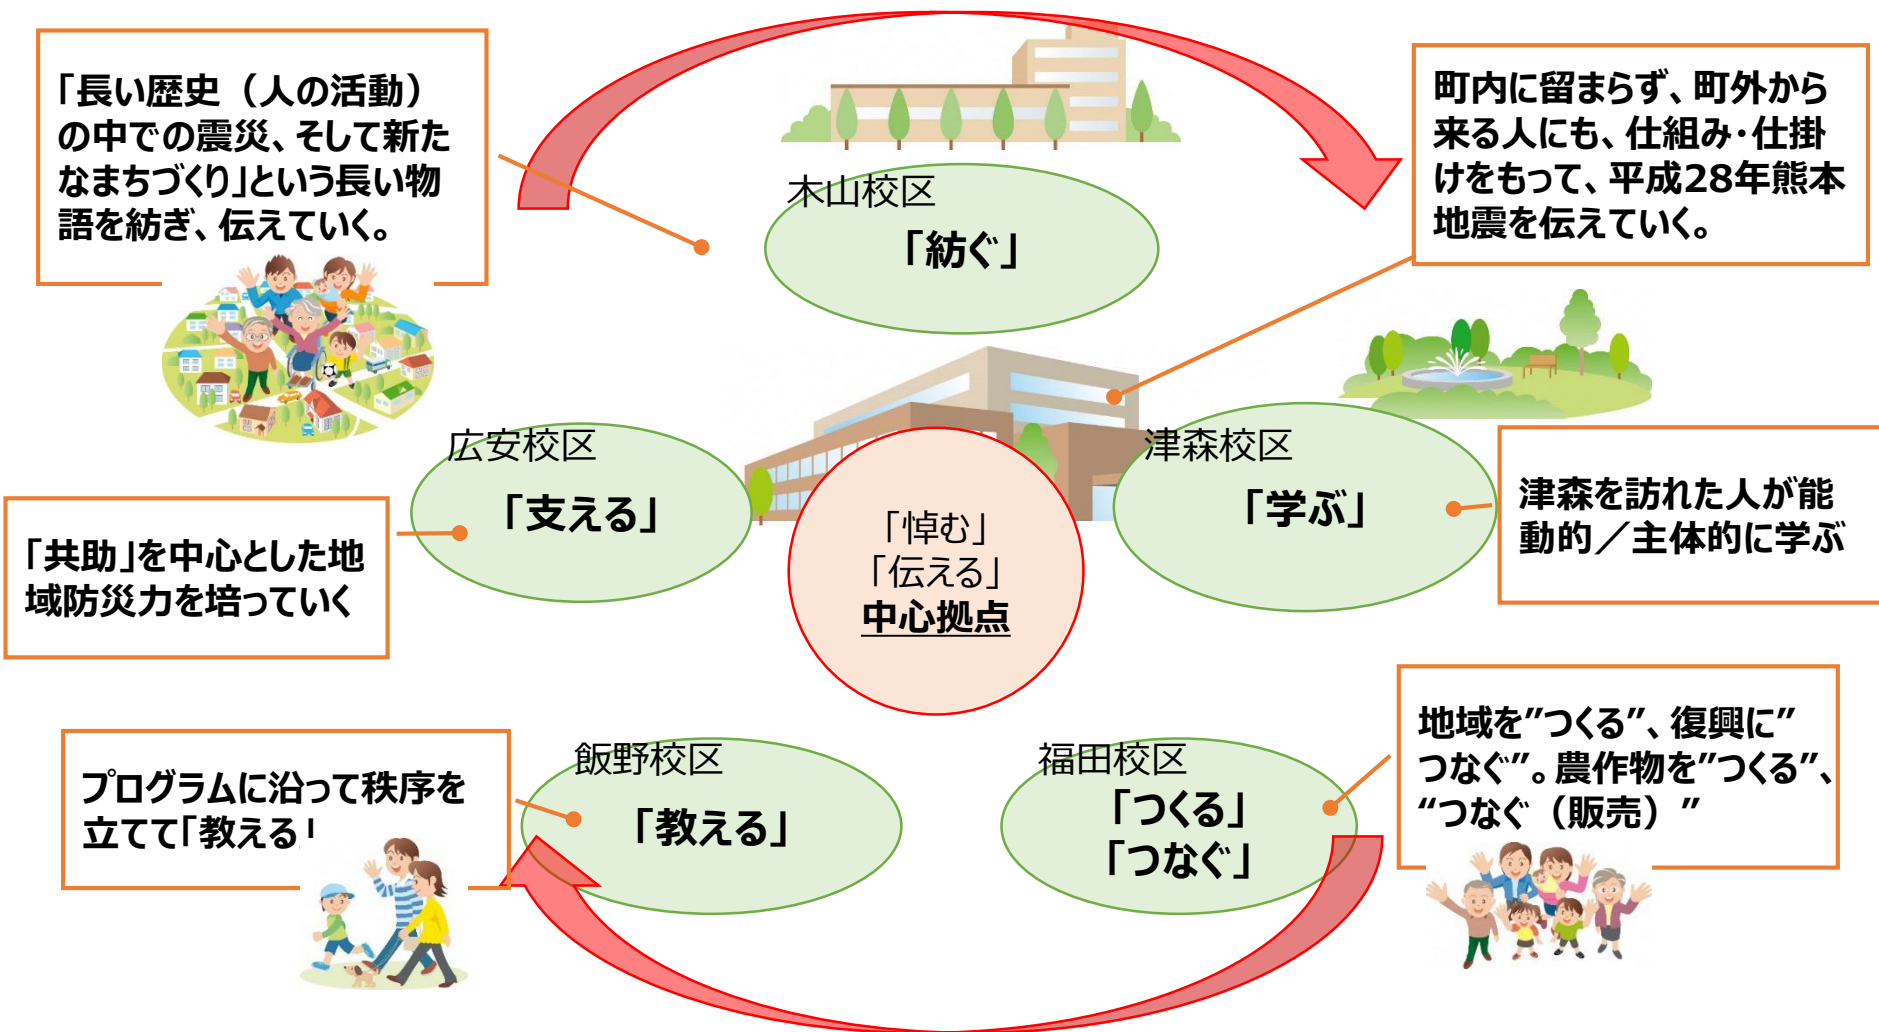 「長い歴史（人の活動）
の中での震災、そして新た
なまちづくり」という長い物
語を紡ぎ、伝えていく。
木山校区
「紡ぐ」
町内に留まらず、町外から
来る人にも、仕組み・仕掛
けをもって、平成28年熊本
地震を伝えていく。
広安校区
「支える」
「共助」を中心とした地
域防災力を培っていく
「悼む」
「伝える」
中心拠点
津森校区
「学ぶ」
津森を訪れた人が能
動的／主体的に学ぶ
飯野校区
「教える」
プログラムに沿って秩序を
立てて「教える」
福田校区
「つくる」
「つなぐ」
地域を”つくる”、復興に”
つなぐ”。農作物を”つくる”、
“つなぐ（販売）”